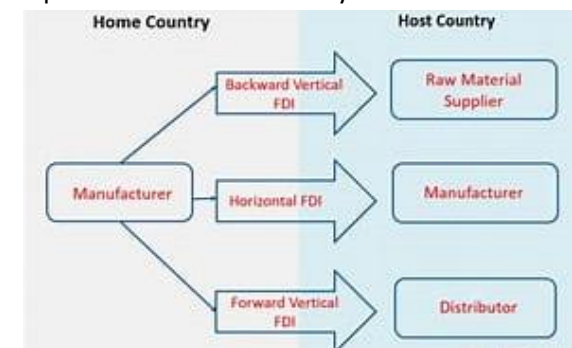 Home Country
Host Country
Backward Vertical
FDI
Raw Material
Supplier
Manufacturer
Horizontal FDI
Manufacturer
Forward Vertical
FDI
Distributor